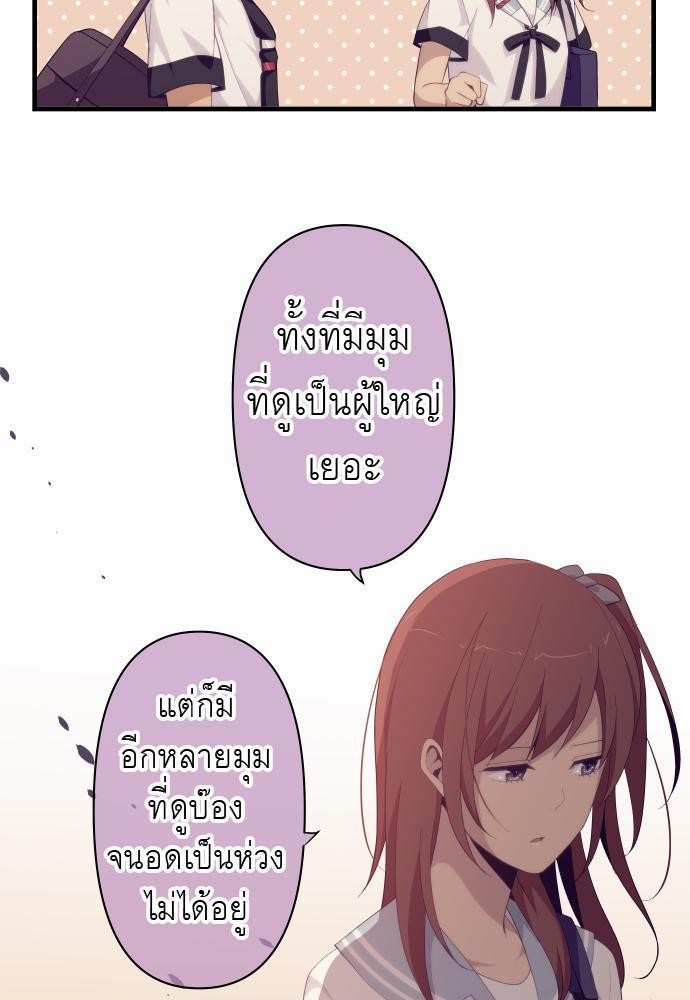 ทั้งที่มีมุม
ที่ดูเป็นผู้ใหญ่
เยอะ
แต่ก็มี
อีกหลายมุม
ที่ดูบ๊อง
จนอดเป็นห่วง
ไม่ได้อยู่